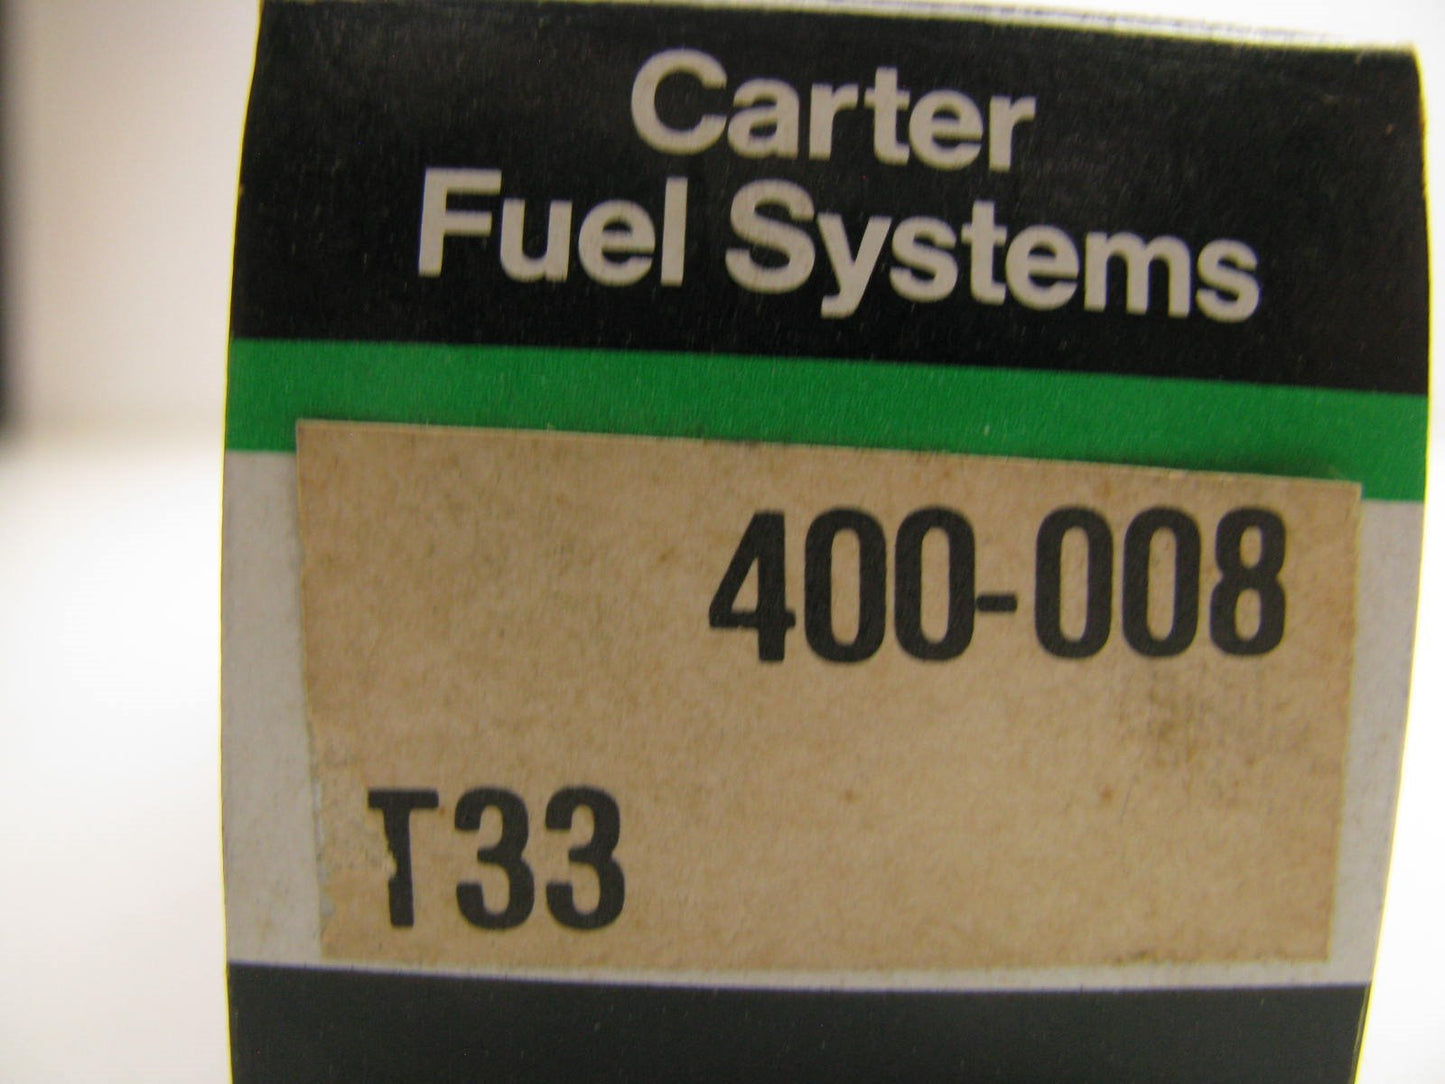 Carter
Fuel Systems
400-008
T33